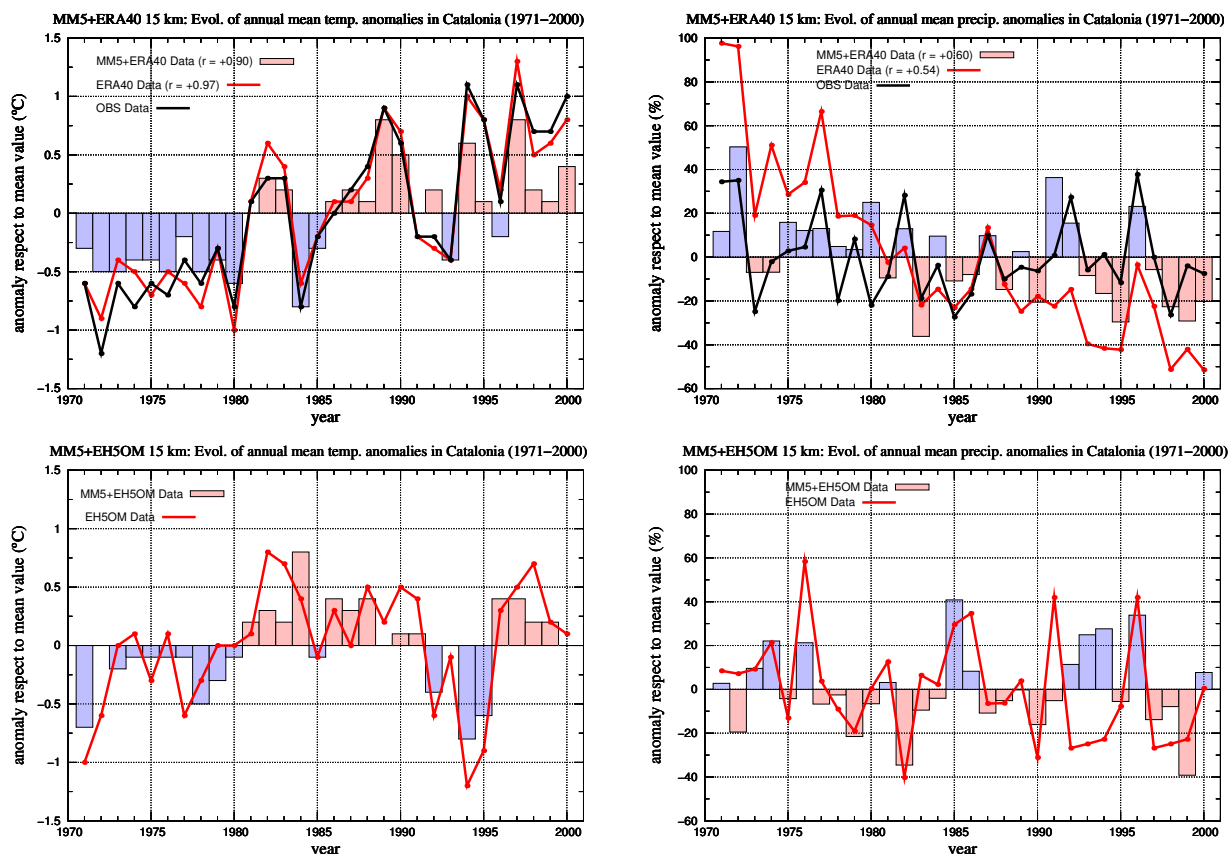 MM5+ERA40 15 km: Evol. of annual mean temp. anomalies in Catalonia (1971−2000)
anomaly respect to mean value (ºC)
1.5
1
0.5
0
−0.5
−1
−1.5
MM5+ERA40 Data (r = +0.90)
ERA40 Data (r = +0.97)
OBS Data
1970 1975 1980 1985 1990 1995 2000
year
MM5+ERA40 15 km: Evol. of annual mean precip. anomalies in Catalonia (1971−2000)
anomaly respect to mean value (%)
100
80
60
40
20
0
−20
−40
−60
MM5+ERA40 Data (r = +0.60)
ERA40 Data (r = +0.54)
OBS Data
1970 1975 1980 1985 1990 1995 2000
year
MM5+EH5OM 15 km: Evol. of annual mean temp. anomalies in Catalonia (1971−2000)
anomaly respect to mean value (ºC)
1.5
1
0.5
0
−0.5
−1
−1.5
MM5+EH5OM Data
EH5OM Data
1970 1975 1980 1985 1990 1995 2000
year
MM5+EH5OM 15 km: Evol. of annual mean precip. anomalies in Catalonia (1971−2000)
anomaly respect to mean value (%)
100
80
60
40
20
0
−20
−40
−60
MM5+EH5OM Data
EH5OM Data
1970 1975 1980 1985 1990 1995 2000
year